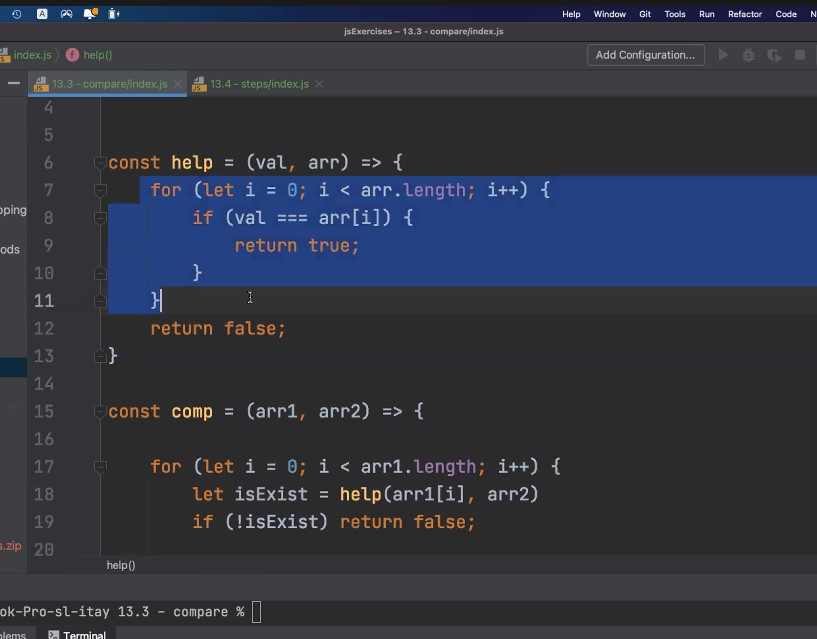 Help Window Git Tools Run Refactor Code N
jsExercises – 13.3 - compare/index.js
index.js help()
Add Configuration...
13.3 - compare/index.js
13.4 - steps/index.js
4
5
6 const help = (val, arr) => {
7 for (let i = 0; i < arr.length; i++) {
8 if (val === arr[i]) {
9 return true;
10 }
11 }
12 return false;
13 }
14
15 const comp = (arr1, arr2) => {
16
17 for (let i = 0; i < arr1.length; i++) {
18 let isExist = help(arr1[i], arr2)
19 if (!isExist) return false;
20
pping
ods
s.zip
help()
ok-Pro-sl-itay 13.3 - compare %
blems Terminal